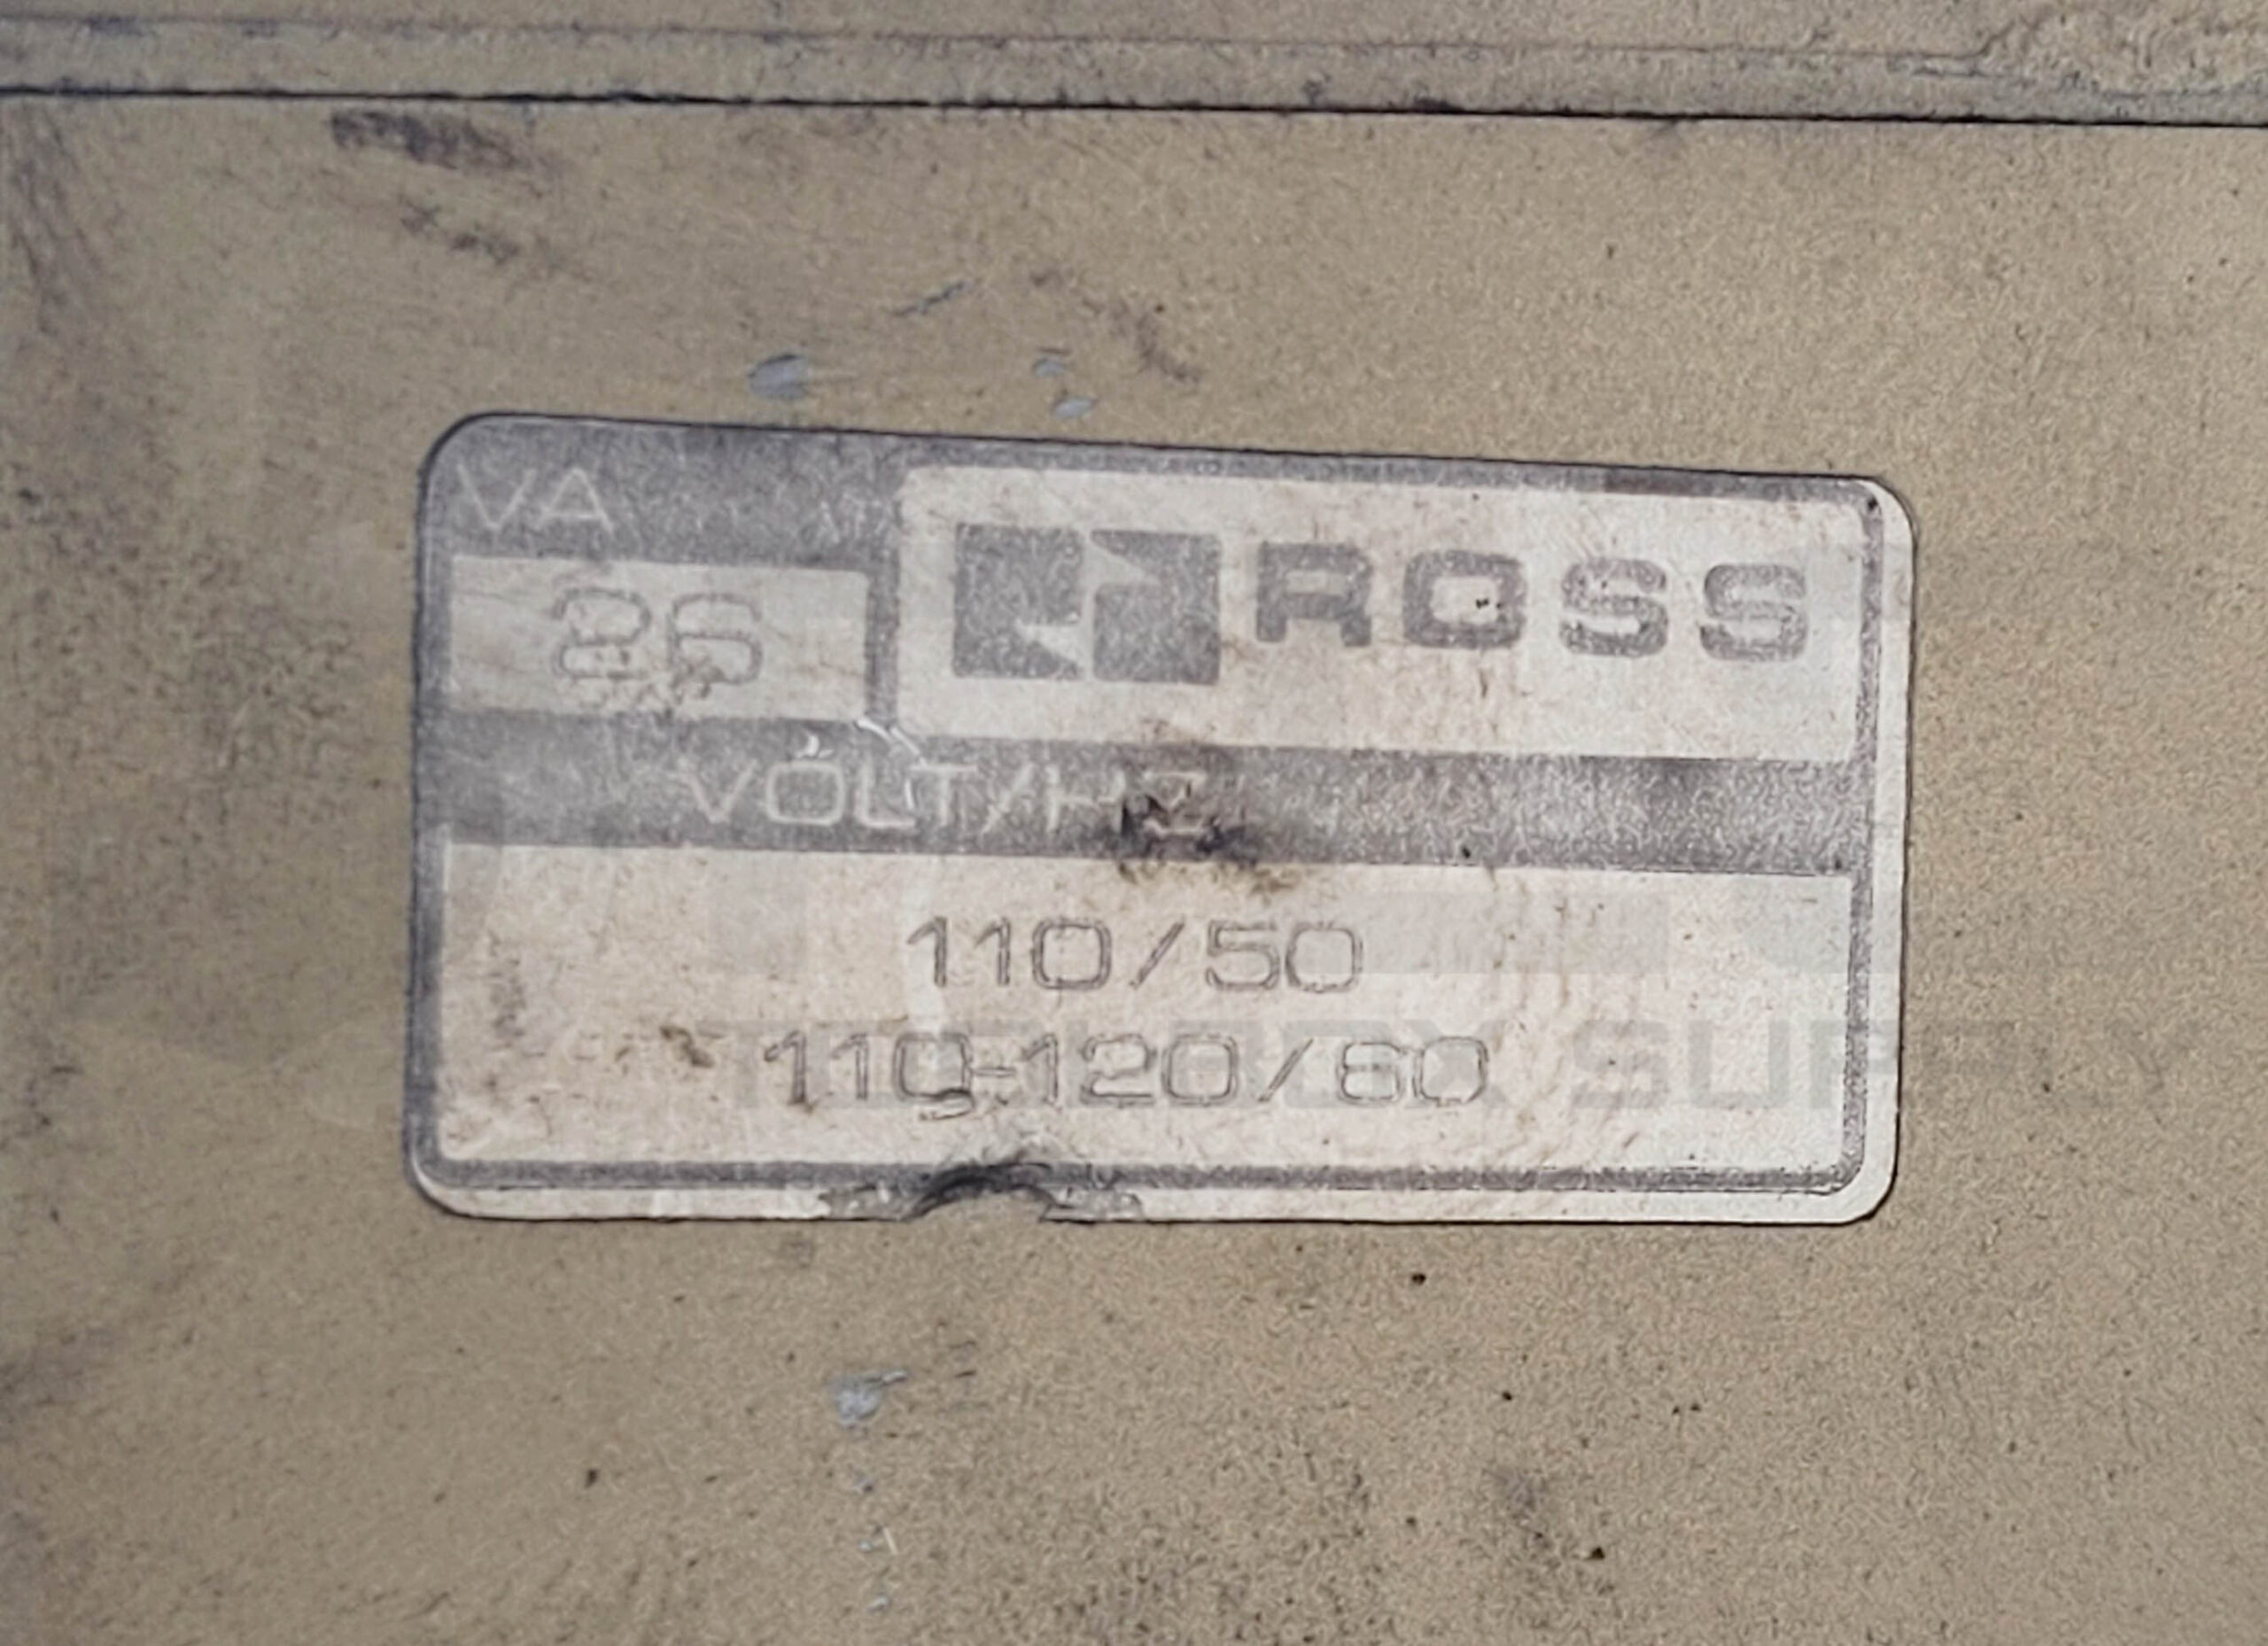 VA
ROSS
26
VOLT/HZ
110/50
110-120/60